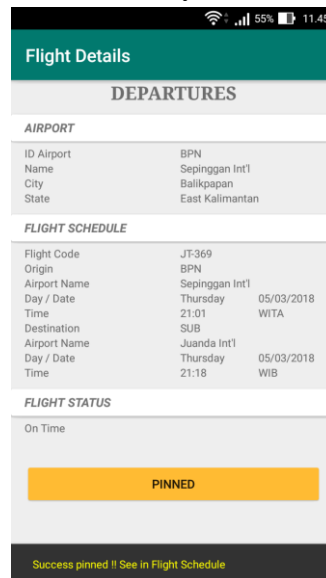 55% 11.45
Flight Details
DEPARTURES
AIRPORT
ID Airport BPN
Name Sepinggan Int'l
City Balikpapan
State East Kalimantan
FLIGHT SCHEDULE
Flight Code JT-369
Origin BPN
Airport Name Sepinggan Int'l
Day / Date Thursday 05/03/2018
Time 21:01 WITA
Destination SUB
Airport Name Juanda Int'l
Day / Date Thursday 05/03/2018
Time 21:18 WIB
FLIGHT STATUS
On Time
PINNED
Success pinned !! See in Flight Schedule